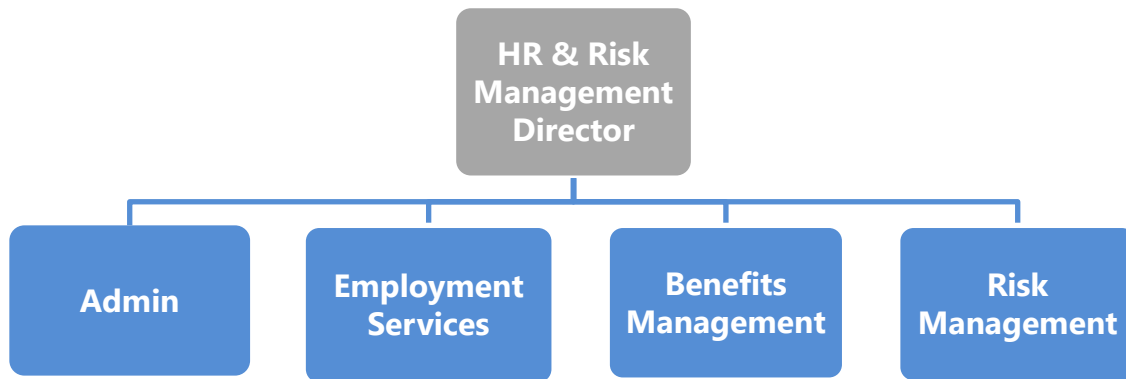 HR & Risk
Management
Director
Admin
Employment
Services
Benefits
Management
Risk
Management